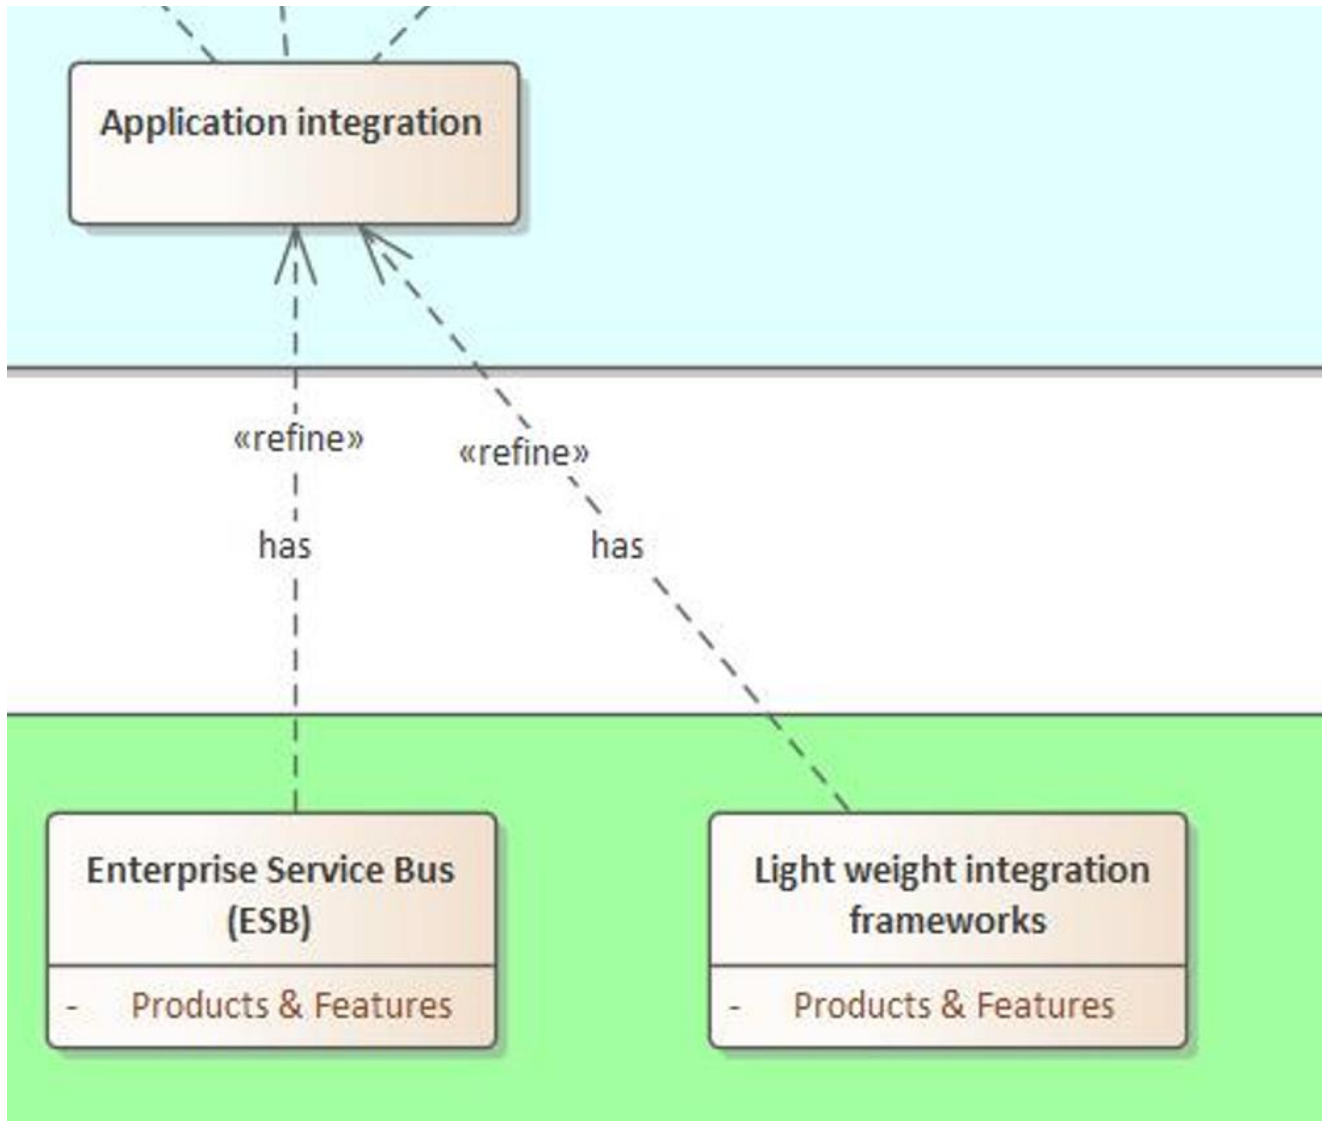 Application integration
«refine»
«refine»
has
has
Enterprise Service Bus
(ESB)
- Products & Features
Light weight integration
frameworks
- Products & Features